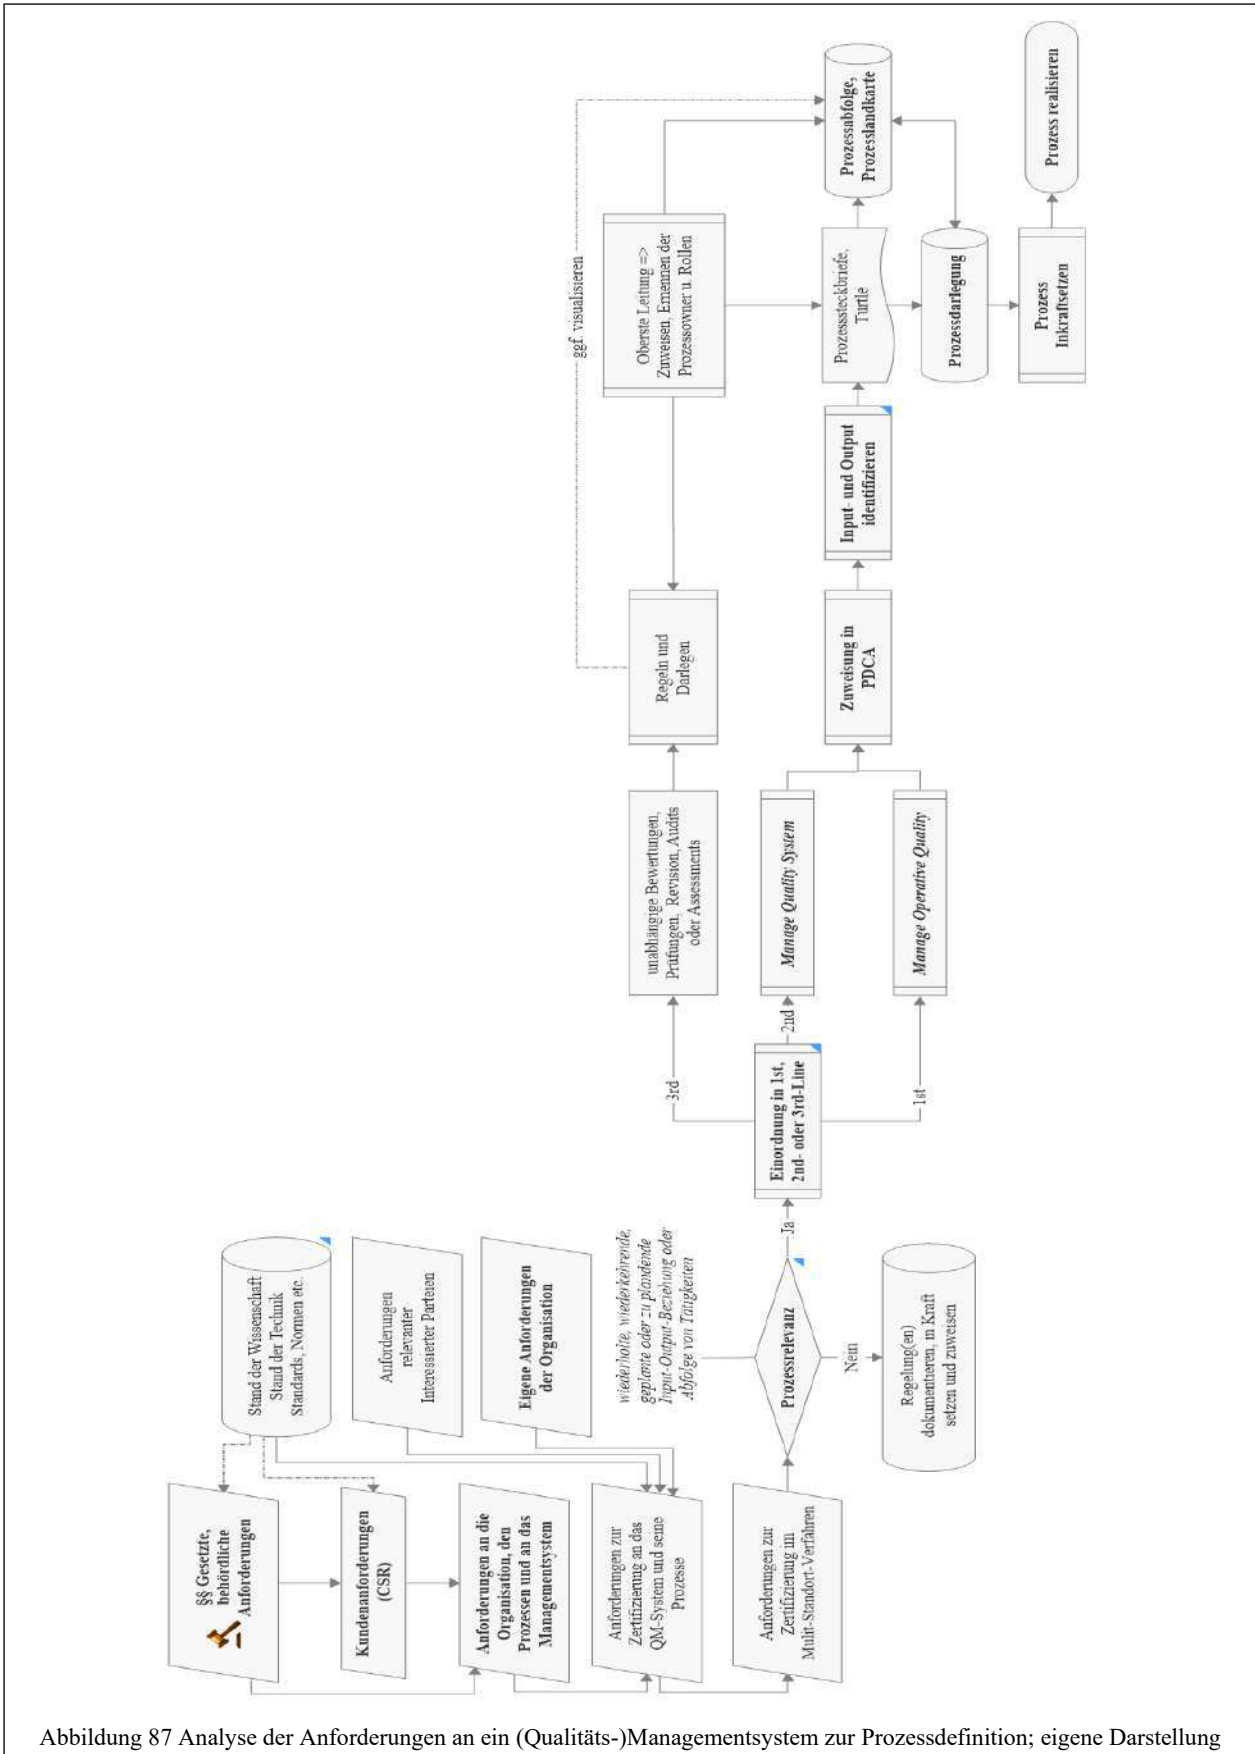 §§ Gesetzte,
behördliche
Anforderungen
Kundenanforderungen
(CSR)
Anforderungen an die
Organisation, den
Prozessen und an das
Managementsystem
Anforderungen zur
Zertifizierung an das
QM-System und seine
Prozesse
Anforderungen zur
Zertifizierung im
Mulit-Standort-Verfahren
Stand der Wissenschaft
Stand der Technik
Standards, Normen etc.
Anforderungen
relevanter
Interessierter Parteien
Eigene Anforderungen
der Organisation
wiederholte, wiederkehrende,
geplante oder zu plandende
Input-Output-Beziehung oder
Abfolge von Tätigkeiten
Prozessrelevanz
Ja
Nein
Regelung(en)
dokumentieren, in Kraft
setzen und zuweisen
Einordnung in 1st,
2nd- oder 3rd-Line
3rd
2nd
1st
unabhängige Bewertungen,
Prüfungen, Revision, Audits
oder Assessments
Manage Quality System
Manage Operative Quality
Regeln und
Darlegen
Zuweisung in
PDCA
Input- und Output
identifizieren
ggf. visualisieren
Oberste Leitung =>
Zuweisen, Ernennen der
Prozessowner u. Rollen
Prozesssteckbriefe,
Turtle
Prozessabfolge,
Prozesslandkarte
Prozessdarlegung
Prozess
Inkraftsetzen
Prozess realisieren
Abbildung 87 Analyse der Anforderungen an ein (Qualitäts-)Managementsystem zur Prozessdefinition; eigene Darstellung